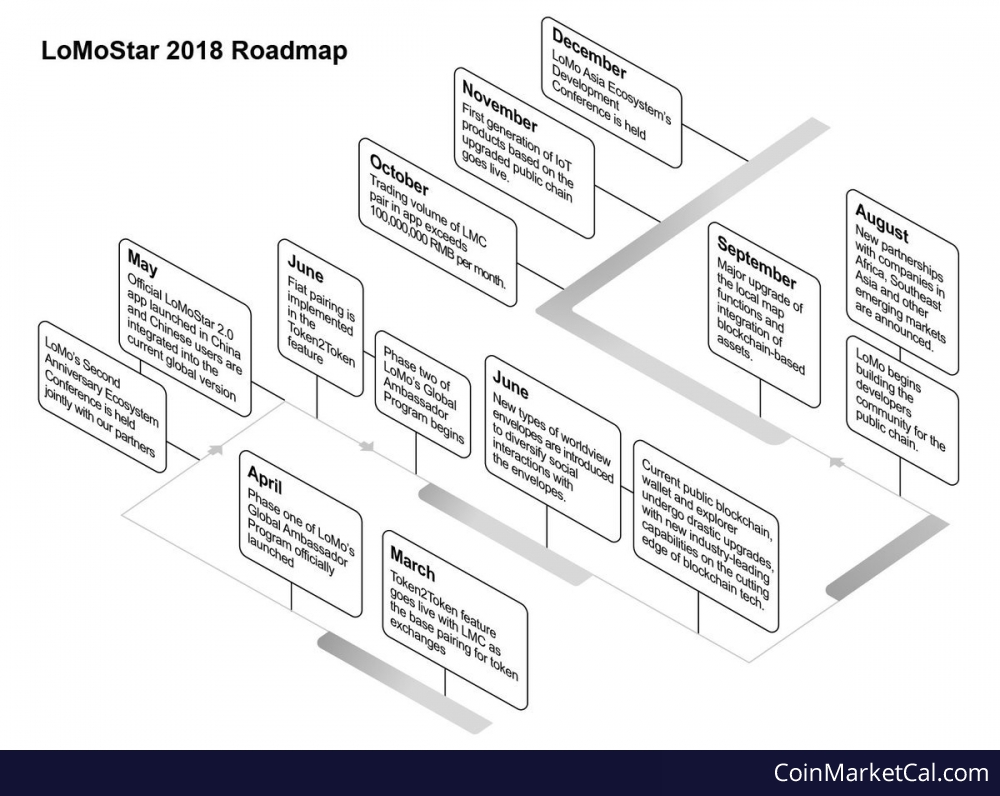 LoMoStar 2018 Roadmap
December
LoMo Asia Ecosystem's
Development
Conference is held
November
First generation of IoT
products based on the
upgraded public chain
goes live.
October
Trading volume of LMC
pair in app exceeds
100,000,000 RMB per month.
August
New partnerships
with companies in
Africa, Southeast
Asia and other
emerging markets
are announced.
LoMo begins
building the
developers
community for the
public chain.
September
Major upgrade of
the local map
functions and
integration of
blockchain-based
assets.
May
Official LoMoStar 2.0
app launched in China
and Chinese users are
integrated into the
current global version
LoMo's Second
Anniversary Ecosystem
Conference is held
jointly with our partners
June
Fiat pairing is
implemented
in the
Token2Token
feature
Phase two of
LoMo's Global
Ambassador
Program begins
June
New types of worldview
envelopes are introduced
to diversify social
interactions with
the envelopes.
Current public blockchain,
wallet and explorer
undergo drastic upgrades,
with new industry-leading
capabilities on the cutting
edge of blockchain tech.
April
Phase one of LoMo's
Global Ambassador
Program officially
launched
March
Token2Token feature
goes live with LMC as
the base pairing for token
exchanges
CoinMarketCal.com